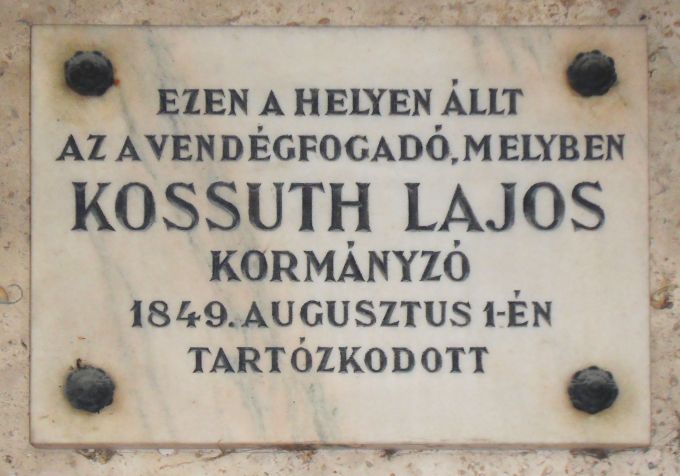 EZEN A HELYEN ÁLLT
AZ A VENDÉGFOGADÓ, MELYBEN
KOSSUTH LAJOS
KORMÁNYZÓ
1849. AUGUSZTUS 1-ÉN
TARTÓZKODOTT